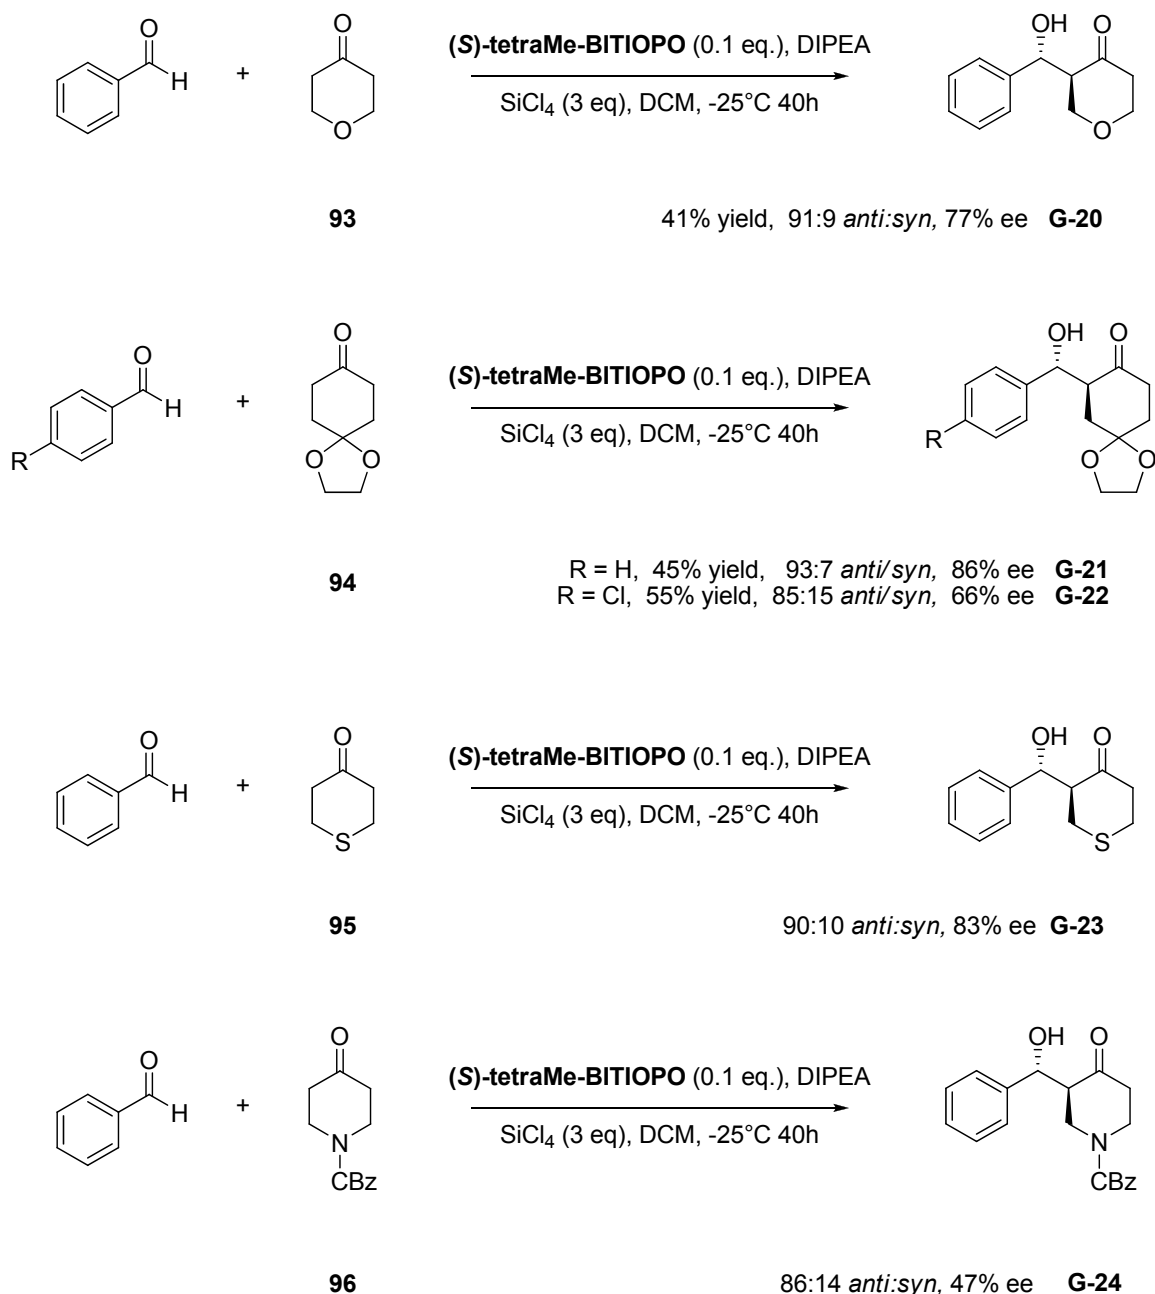 OH
O
O
O
H
+
(S)-tetraMe-BITIOPO (0.1 eq.), DIPEA
SiCl4 (3 eq), DCM, -25°C 40h
O
O
93
41% yield, 91:9 anti:syn, 77% ee G-20
O
O
OH
O
H
+
(S)-tetraMe-BITIOPO (0.1 eq.), DIPEA
SiCl4 (3 eq), DCM, -25°C 40h
R
R
O
O
O
O
94
R = H, 45% yield, 93:7 anti/syn, 86% ee G-21
R = Cl, 55% yield, 85:15 anti/syn, 66% ee G-22
O
O
OH
O
H
+
(S)-tetraMe-BITIOPO (0.1 eq.), DIPEA
SiCl4 (3 eq), DCM, -25°C 40h
S
S
95
90:10 anti:syn, 83% ee G-23
O
O
OH
O
H
+
(S)-tetraMe-BITIOPO (0.1 eq.), DIPEA
SiCl4 (3 eq), DCM, -25°C 40h
N
N
CBz
CBz
96
86:14 anti:syn, 47% ee G-24